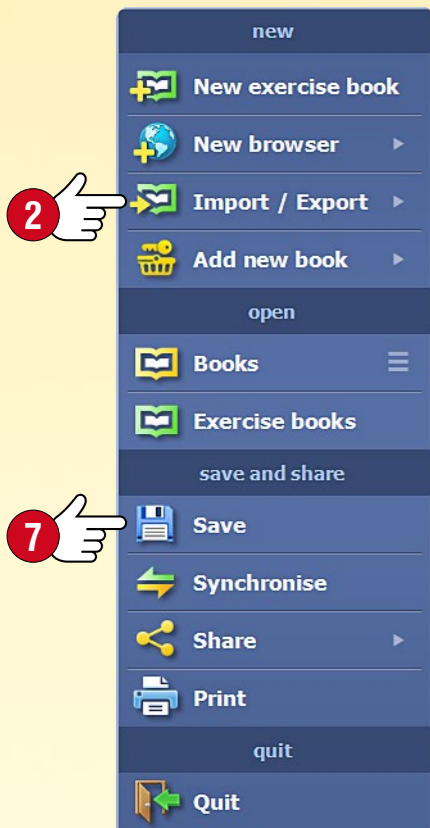 new
New exercise book
New browser
2
Import / Export
Add new book
open
Books
Exercise books
save and share
7
Save
Synchronise
Share
Print
quit
Quit